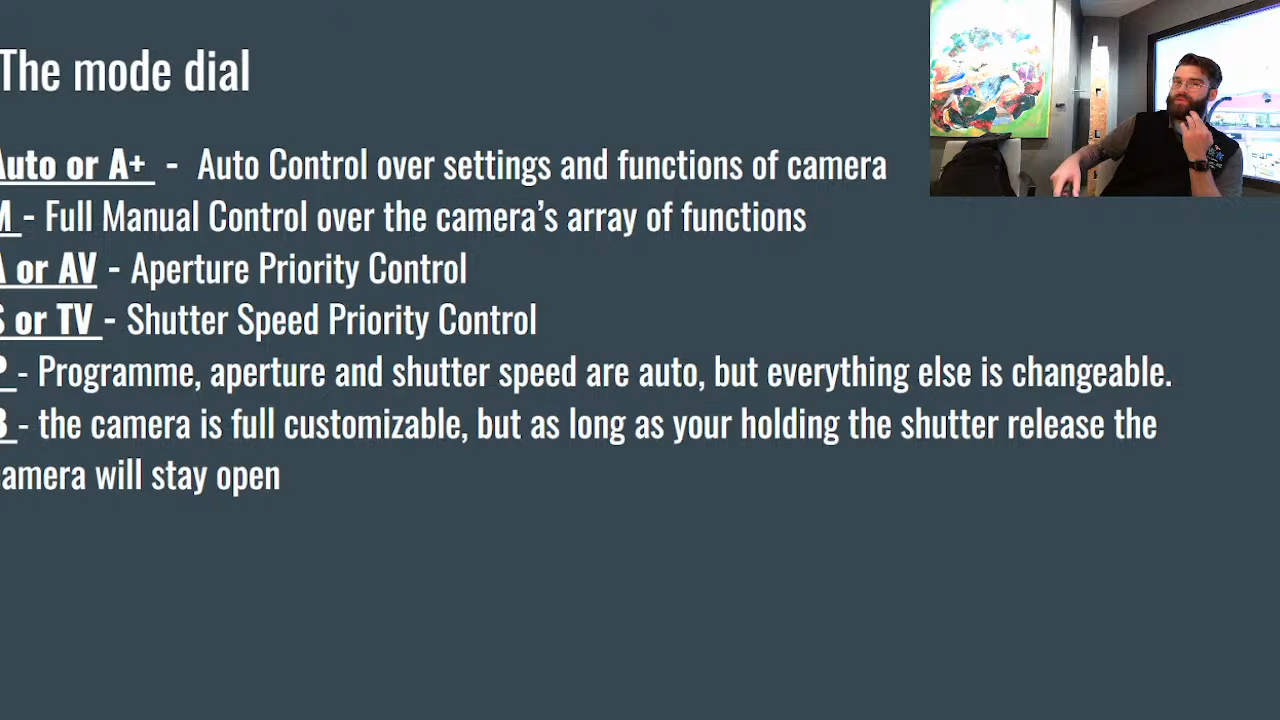 The mode dial
Auto or A+ - Auto Control over settings and functions of camera
M - Full Manual Control over the camera's array of functions
A or AV - Aperture Priority Control
S or TV - Shutter Speed Priority Control
P - Programme, aperture and shutter speed are auto, but everything else is changeable.
B - the camera is full customizable, but as long as your holding the shutter release the
camera will stay open